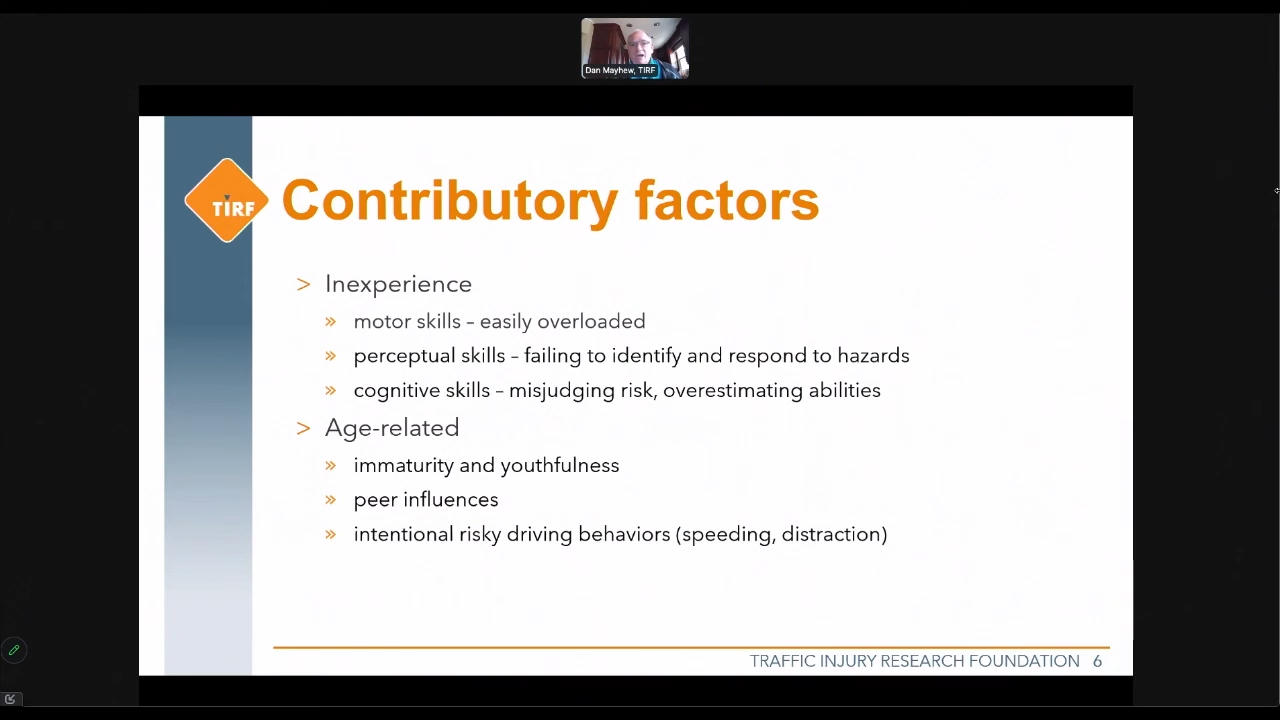 Dan Mayhew, TIRF
TIRF
Contributory factors
> Inexperience
» motor skills – easily overloaded
» perceptual skills – failing to identify and respond to hazards
» cognitive skills – misjudging risk, overestimating abilities
> Age-related
» immaturity and youthfulness
» peer influences
» intentional risky driving behaviors (speeding, distraction)
TRAFFIC INJURY RESEARCH FOUNDATION 6